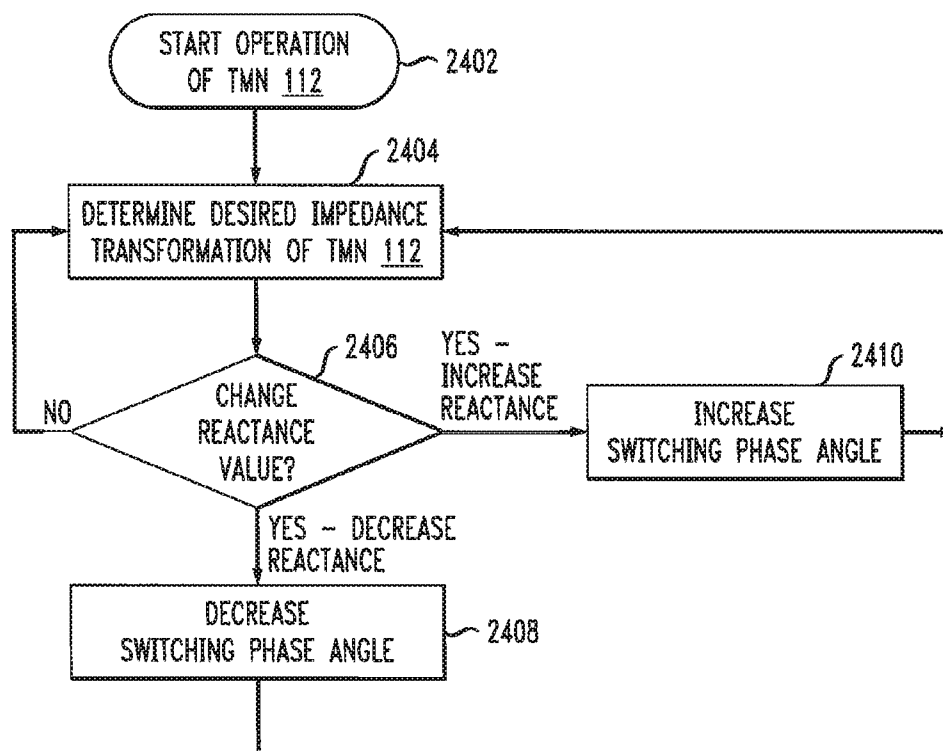 START OPERATION
OF TMN 112
2402
2404
DETERMINE DESIRED IMPEDANCE
TRANSFORMATION OF TMN 112
2406
CHANGE
REACTANCE
VALUE?
NO
YES –
INCREASE
REACTANCE
2410
INCREASE
SWITCHING PHASE ANGLE
YES – DECREASE
REACTANCE
DECREASE
SWITCHING PHASE ANGLE
2408